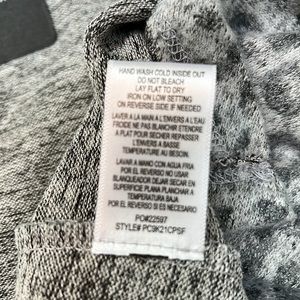 HAND WASH COLD INSIDE OUT
DO NOT BLEACH
LAY FLAT TO DRY
IRON ON LOW SETTING
ON REVERSE SIDE IF NEEDED
LAVER A LA MAIN A L'ENVERS A L'EAU
FROIDE NE PAS BLANCHIR ETENDRE
A PLAT POUR SECHER REPASSER
A L'ENVERS A BASSE
TEMPERATURE AU BESOIN.
LAVAR A MANO CON AGUA FRIA
POR EL REVERSO NO USAR
BLANQUEADOR DEJAR SECAR EN
SUPERFICIE PLANA PLANCHAR A
TEMPERATURA BAJA
POR EL REVERSO SI ES NECESARIO
PO#22597
STYLE# PC9K21CPSF